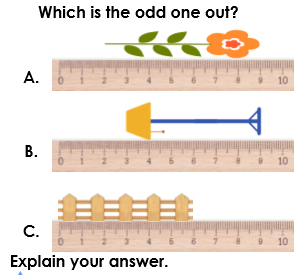 Which is the odd one out?
A.
0 1 2 3 4 5 6 7 8 9 10
B.
0 1 2 3 4 5 6 7 8 9 10
C.
0 1 2 3 4 5 6 7 8 9 10
Explain your answer.